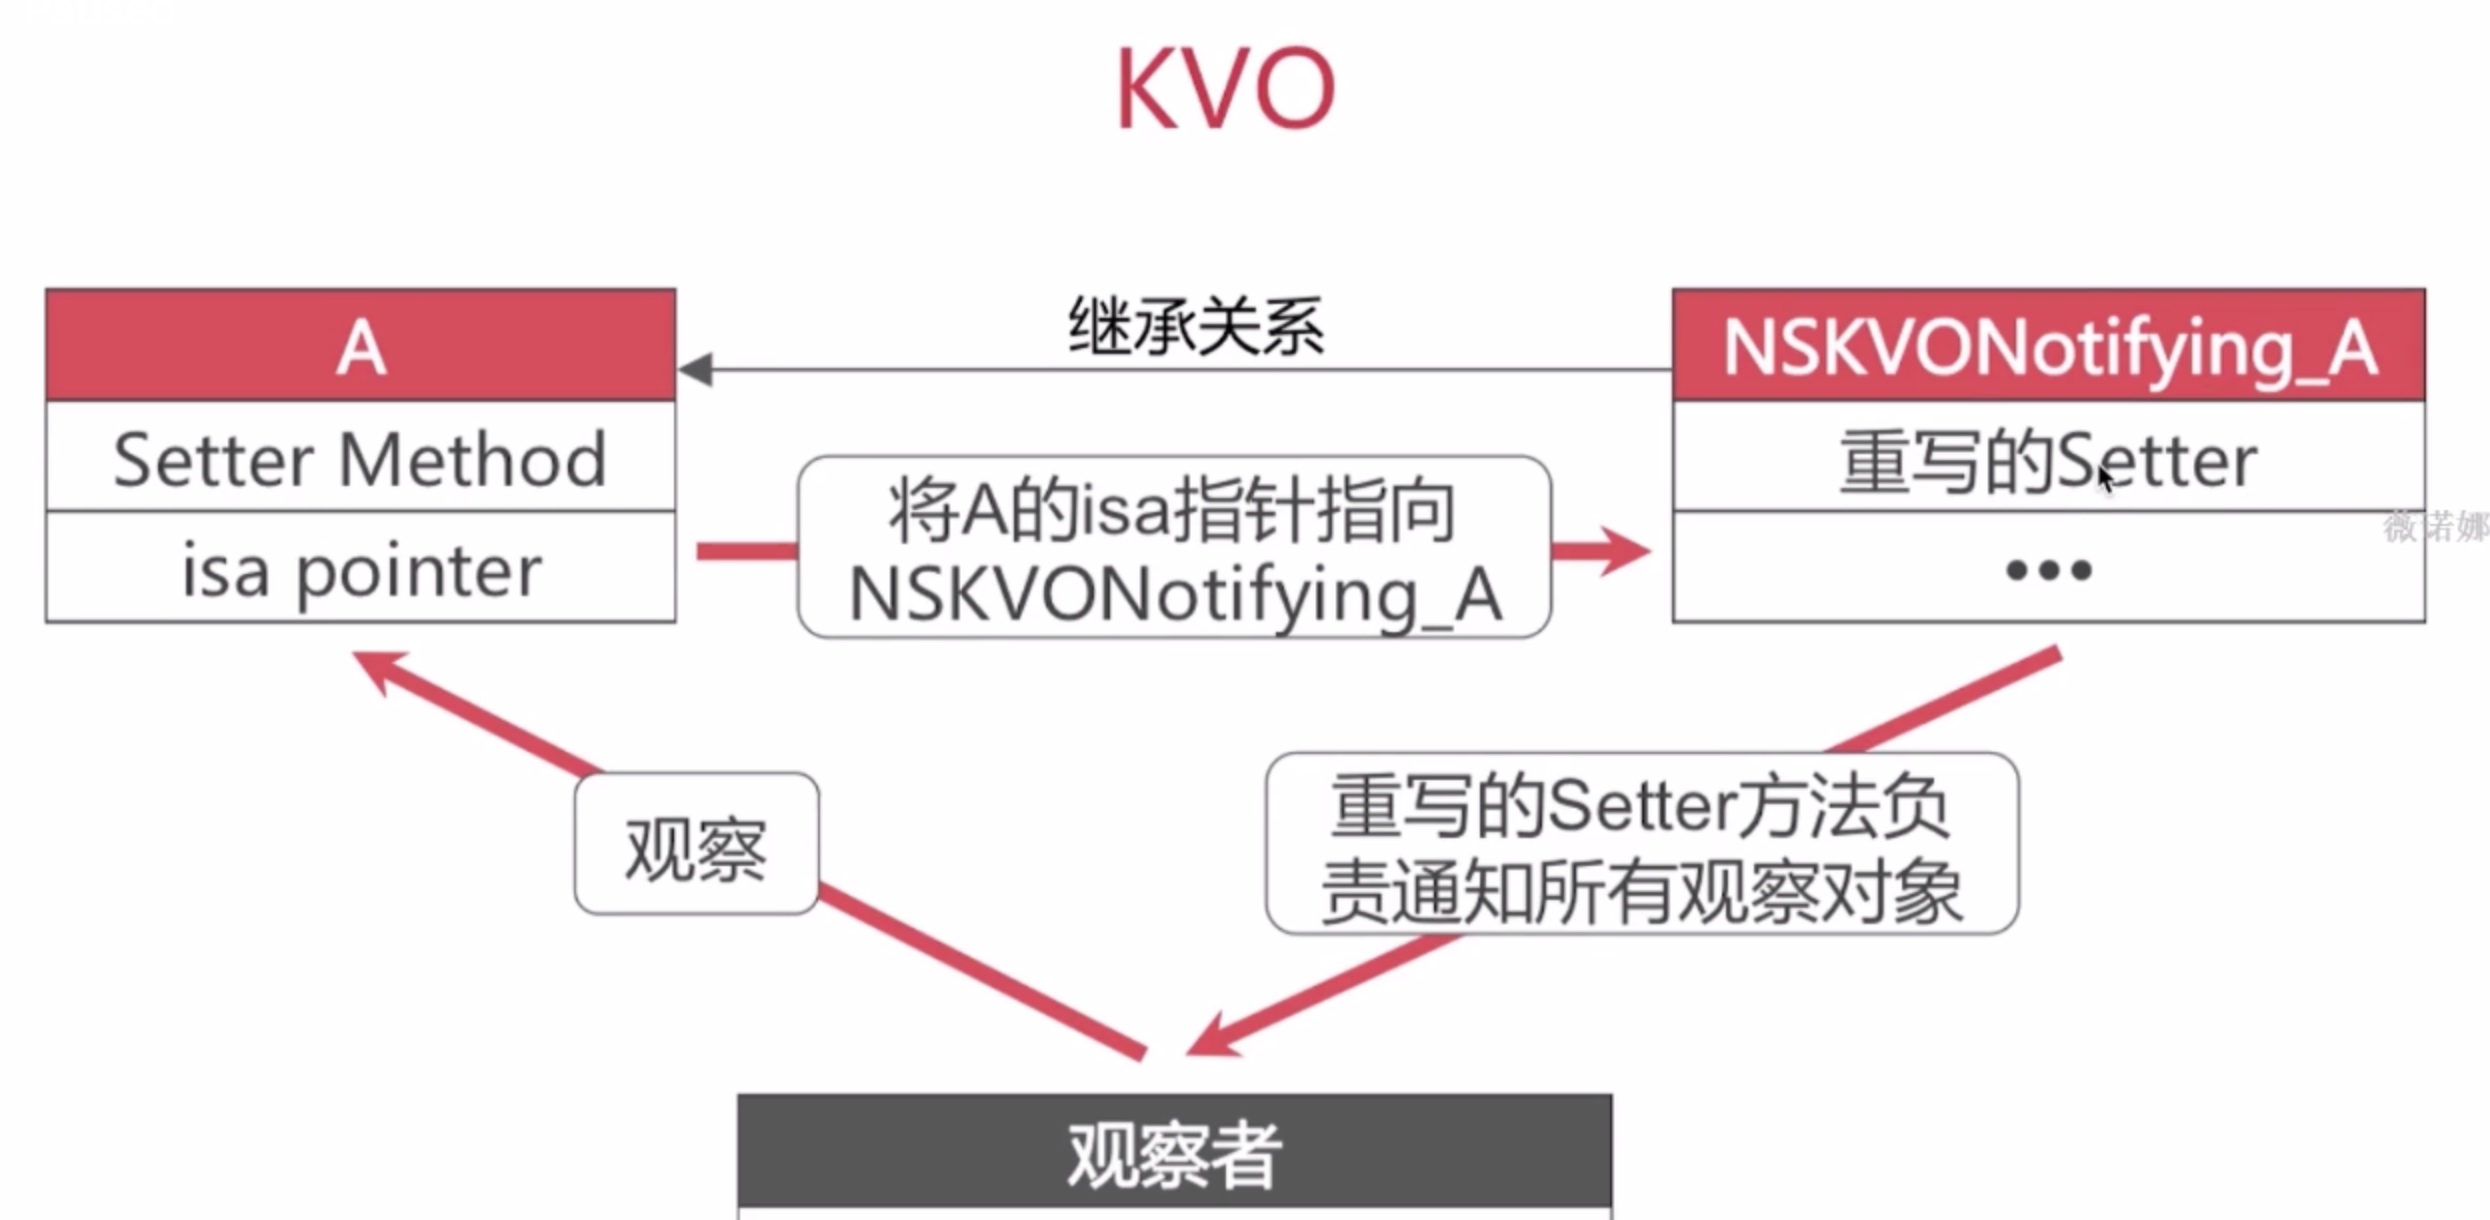 KVO
继承关系
A
NSKVONotifying_A
Setter Method
重写的Setter
将A的isa指针指向
NSKVONotifying_A
isa pointer
•••
薇诺娜
观察
重写的Setter方法负
责通知所有观察对象
观察者